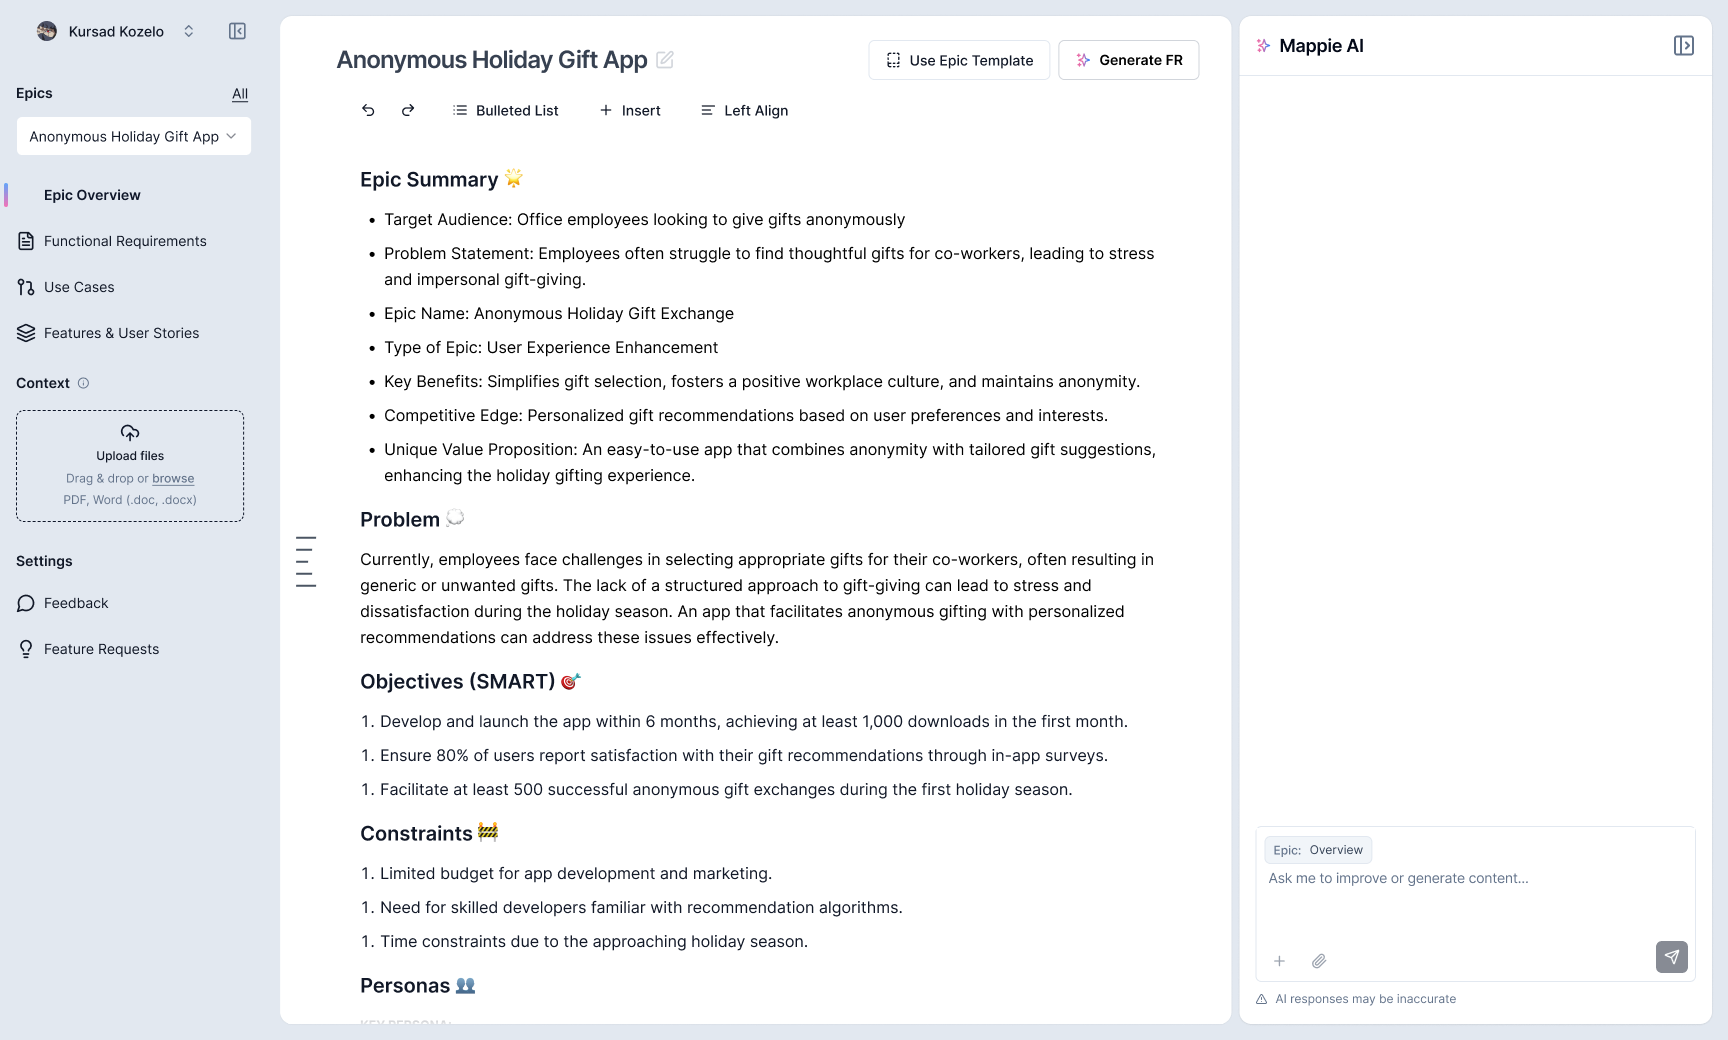 Kursad Kozelo
Epics
All
Anonymous Holiday Gift App
Epic Overview
Functional Requirements
Use Cases
Features & User Stories
Context
Upload files
Drag & drop or browse
PDF, Word (.doc, .docx)
Settings
Feedback
Feature Requests
Anonymous Holiday Gift App
Use Epic Template
Generate FR
Bulleted List
Insert
Left Align
Epic Summary 🌟
• Target Audience: Office employees looking to give gifts anonymously
• Problem Statement: Employees often struggle to find thoughtful gifts for co-workers, leading to stress
and impersonal gift-giving.
• Epic Name: Anonymous Holiday Gift Exchange
• Type of Epic: User Experience Enhancement
• Key Benefits: Simplifies gift selection, fosters a positive workplace culture, and maintains anonymity.
• Competitive Edge: Personalized gift recommendations based on user preferences and interests.
• Unique Value Proposition: An easy-to-use app that combines anonymity with tailored gift suggestions,
enhancing the holiday gifting experience.
Problem 💭
Currently, employees face challenges in selecting appropriate gifts for their co-workers, often resulting in
generic or unwanted gifts. The lack of a structured approach to gift-giving can lead to stress and
dissatisfaction during the holiday season. An app that facilitates anonymous gifting with personalized
recommendations can address these issues effectively.
Objectives (SMART) 🎯
1. Develop and launch the app within 6 months, achieving at least 1,000 downloads in the first month.
1. Ensure 80% of users report satisfaction with their gift recommendations through in-app surveys.
1. Facilitate at least 500 successful anonymous gift exchanges during the first holiday season.
Constraints 🚧
1. Limited budget for app development and marketing.
1. Need for skilled developers familiar with recommendation algorithms.
1. Time constraints due to the approaching holiday season.
Personas 👥
KEY PERSONA:
Mappie AI
Epic: Overview
Ask me to improve or generate content...
AI responses may be inaccurate